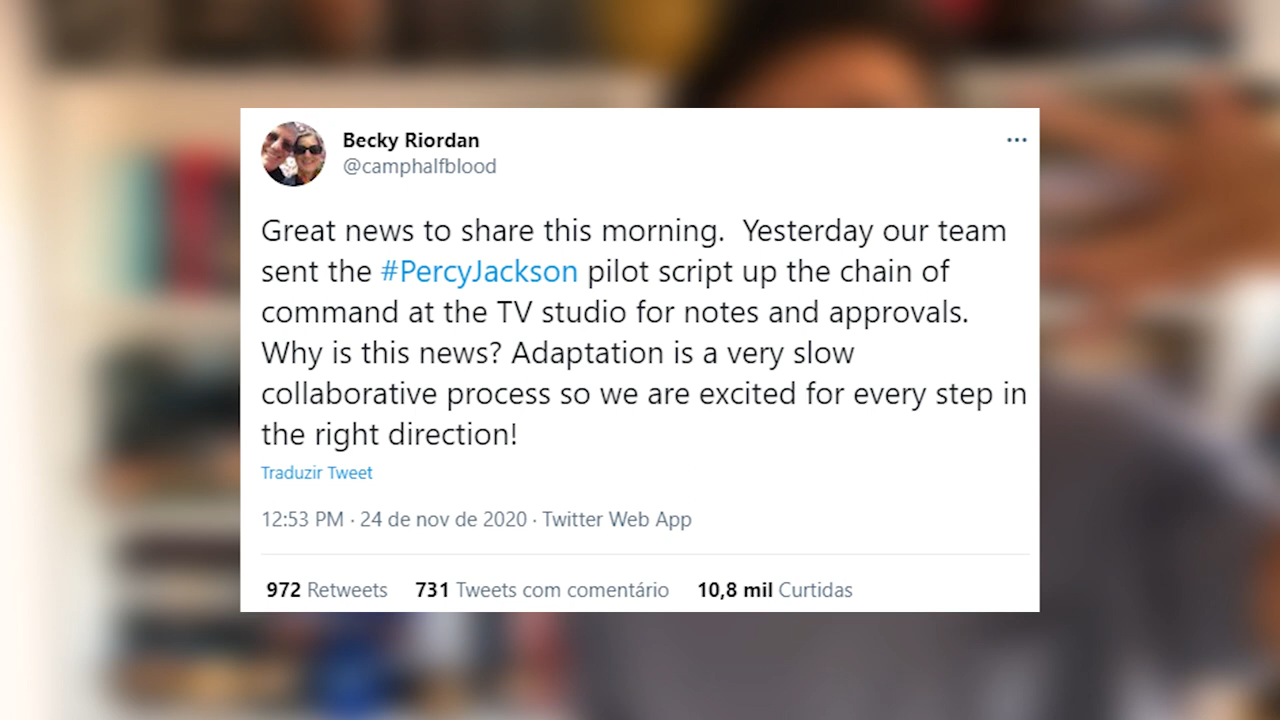 Becky Riordan
@camphalfblood
Great news to share this morning.  Yesterday our team
sent the #PercyJackson pilot script up the chain of
command at the TV studio for notes and approvals.
Why is this news? Adaptation is a very slow
collaborative process so we are excited for every step in
the right direction!
Traduzir Tweet
12:53 PM · 24 de nov de 2020 · Twitter Web App
972 Retweets 731 Tweets com comentário 10,8 mil Curtidas